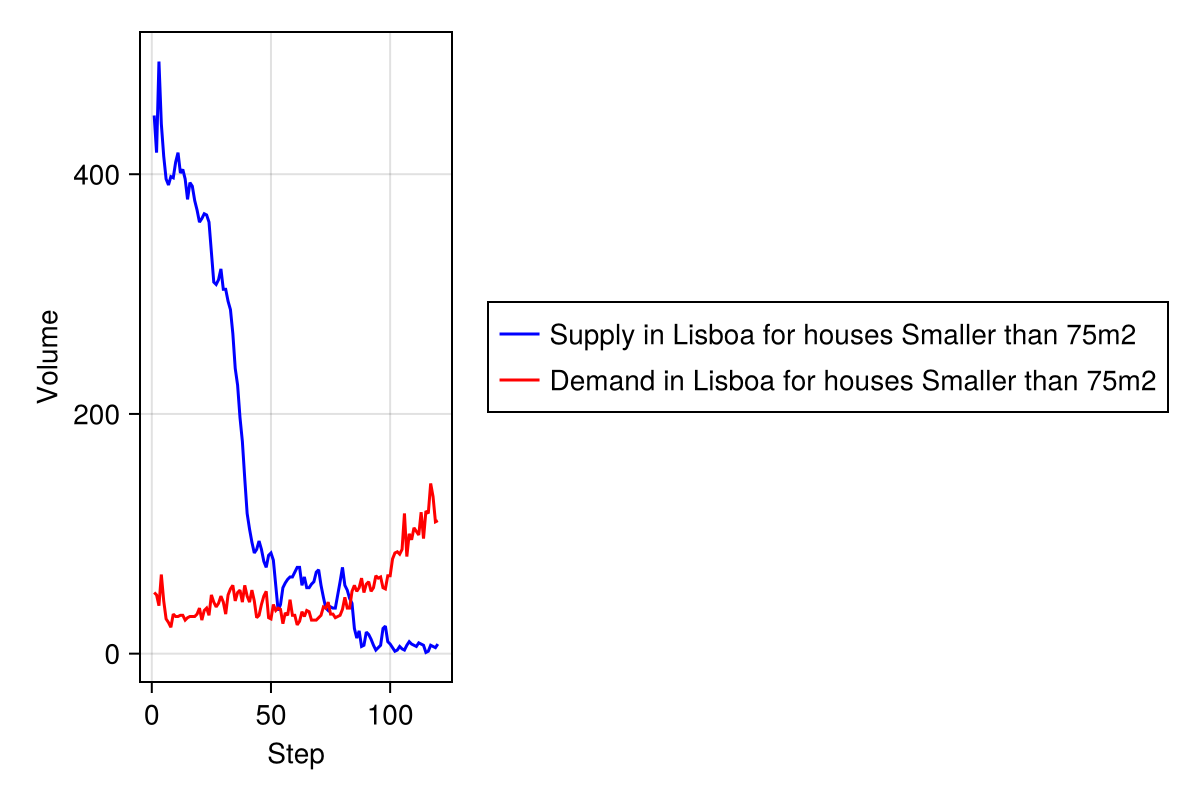 Volume
400
200
0
0
50
100
Step
Supply in Lisboa for houses Smaller than 75m2
Demand in Lisboa for houses Smaller than 75m2